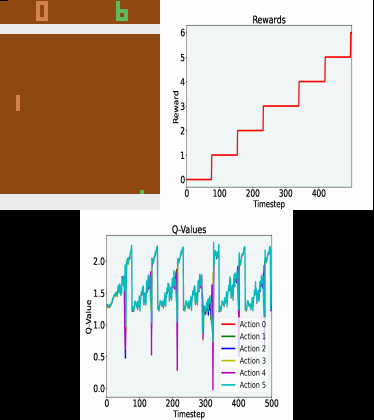 0 6
Rewards
6
5
4
3
2
1
0
Reward
0 100 200 300 400
Timestep
Q-Values
2.0
1.5
1.0
0.5
0.0
Q-Value
Action 0
Action 1
Action 2
Action 3
Action 4
Action 5
0 100 200 300 400 500
Timestep